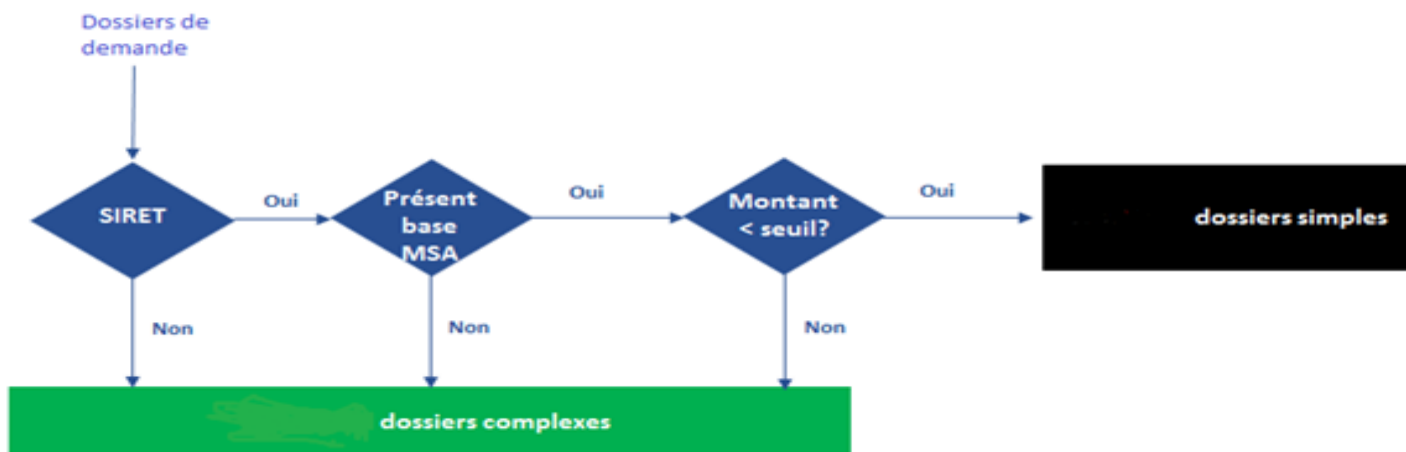 Dossiers de
demande
SIRET
Oui
Présent
base
MSA
Oui
Montant
< seuil?
Oui
dossiers simples
Non
Non
Non
dossiers complexes